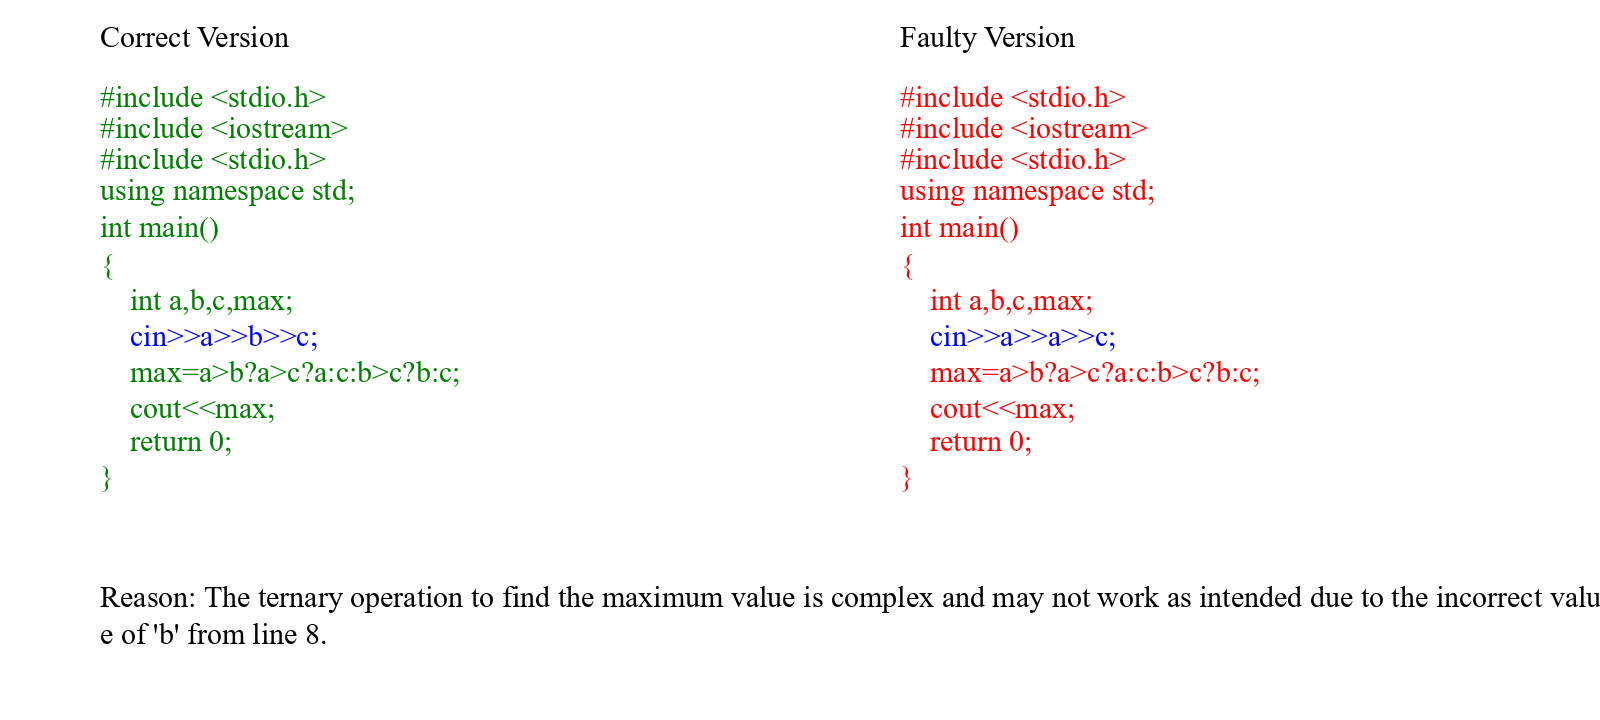 Correct Version
#include <stdio.h>
#include <iostream>
#include <stdio.h>
using namespace std;
int main()
{
    int a,b,c,max;
    cin>>a>>b>>c;
    max=a>b?a>c?a:c:b>c?b:c;
    cout<<max;
    return 0;
}
Faulty Version
#include <stdio.h>
#include <iostream>
#include <stdio.h>
using namespace std;
int main()
{
    int a,b,c,max;
    cin>>a>>a>>c;
    max=a>b?a>c?a:c:b>c?b:c;
    cout<<max;
    return 0;
}
Reason: The ternary operation to find the maximum value is complex and may not work as intended due to the incorrect valu
e of 'b' from line 8.